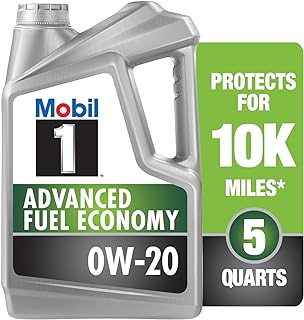 Mobil
1
ADVANCED
FUEL ECONOMY
0W-20
PROTECTS
FOR
10K
MILES*
5
QUARTS